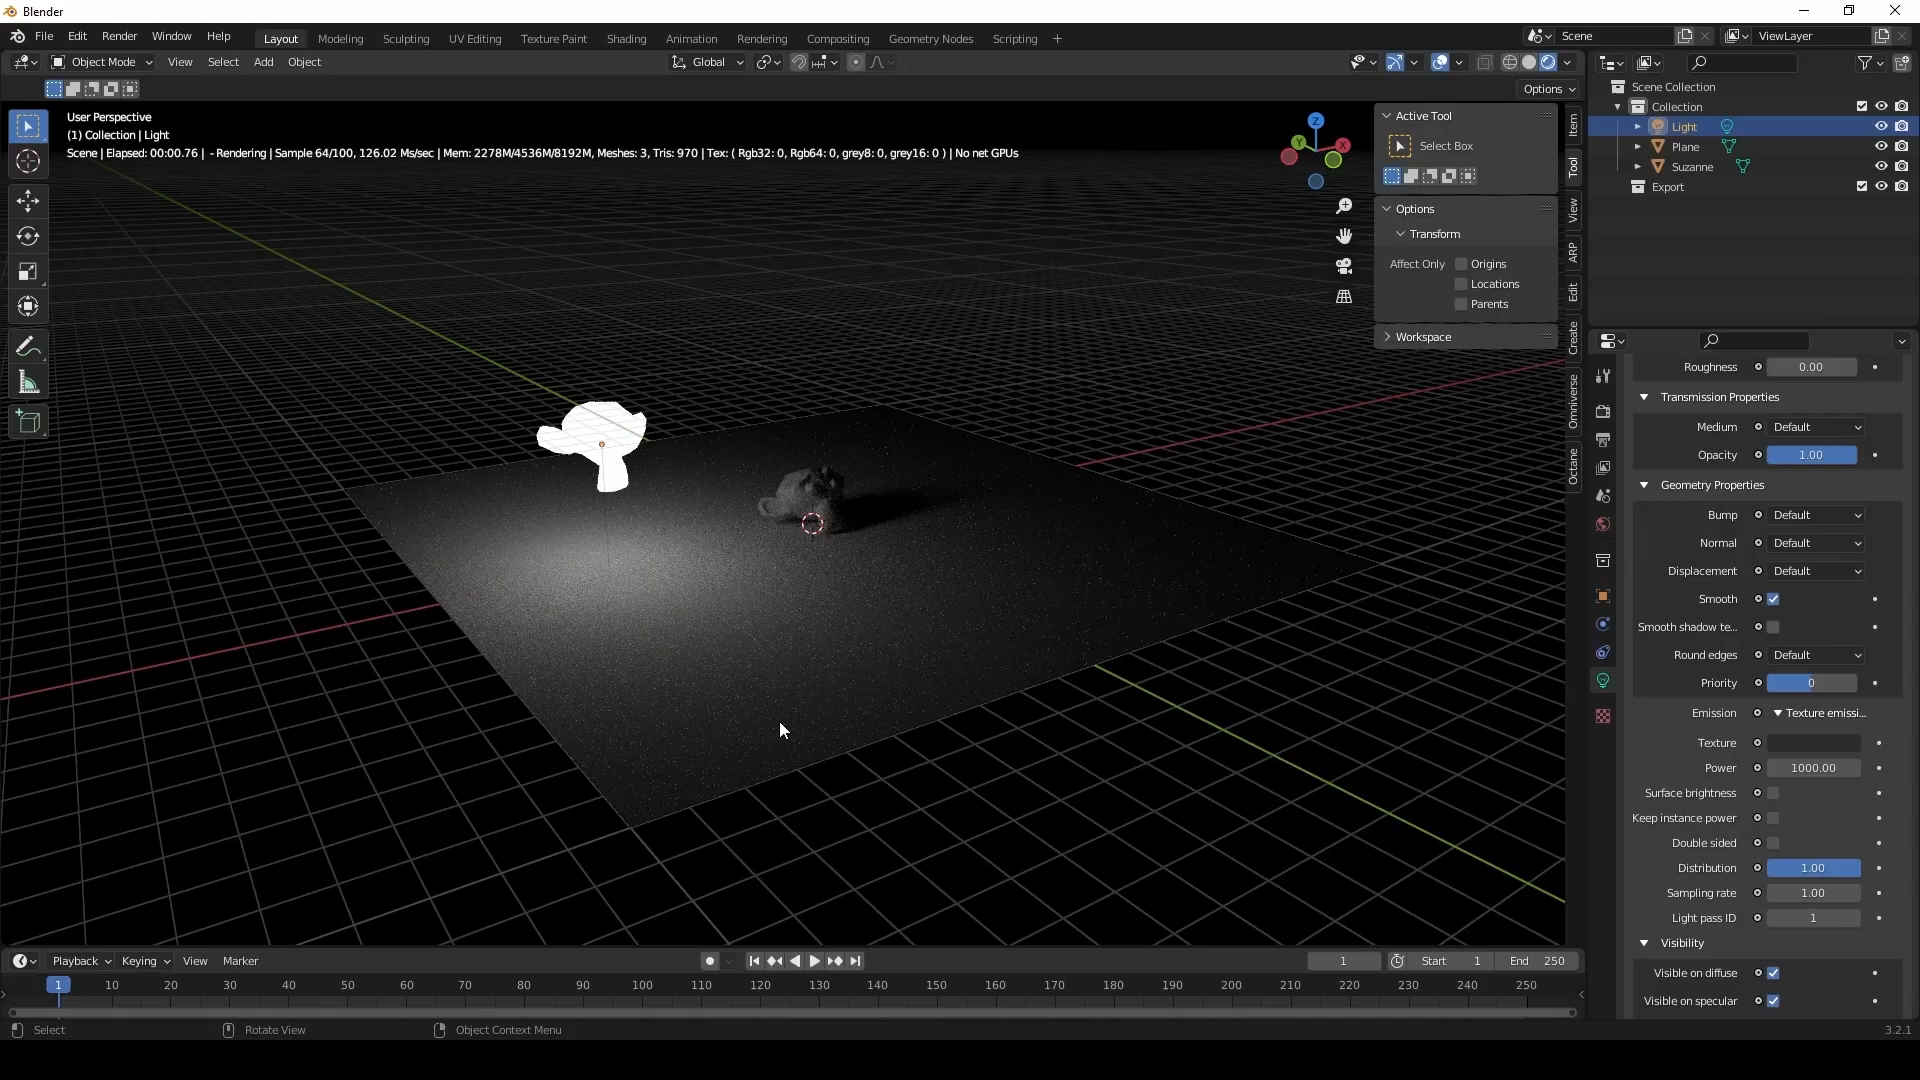 Blender
File Edit Render Window Help
Layout Modeling Sculpting UV Editing Texture Paint Shading Animation Rendering Compositing Geometry Nodes Scripting +
Scene
ViewLayer
Object Mode View Select Add Object
Global
Options
User Perspective
(1) Collection | Light
Scene | Elapsed: 00:00.76 | - Rendering | Sample 64/100, 126.02 Ms/sec | Mem: 2278M/4536M/8192M, Meshes: 3, Tris: 970 | Tex: ( Rgb32: 0, Rgb64: 0, grey8: 0, grey16: 0 ) | No net GPUs
Z
Y
X
Active Tool
Select Box
Options
Transform
Affect Only Origins
Locations
Parents
Workspace
Item
Tool
View
ARP
Edit
Create
Omniverse
Octane
Scene Collection
Collection
Light
Plane
Suzanne
Export
Roughness 0.00
Transmission Properties
Medium Default
Opacity 1.00
Geometry Properties
Bump Default
Normal Default
Displacement Default
Smooth
Smooth shadow te...
Round edges Default
Priority 0
Emission Texture emissi...
Texture
Power 1000.00
Surface brightness
Keep instance power
Double sided
Distribution 1.00
Sampling rate 1.00
Light pass ID 1
Visibility
Visible on diffuse
Visible on specular
Playback Keying View Marker
1 Start 1 End 250
1 10 20 30 40 50 60 70 80 90 100 110 120 130 140 150 160 170 180 190 200 210 220 230 240 250
Select Rotate View Object Context Menu
3.2.1